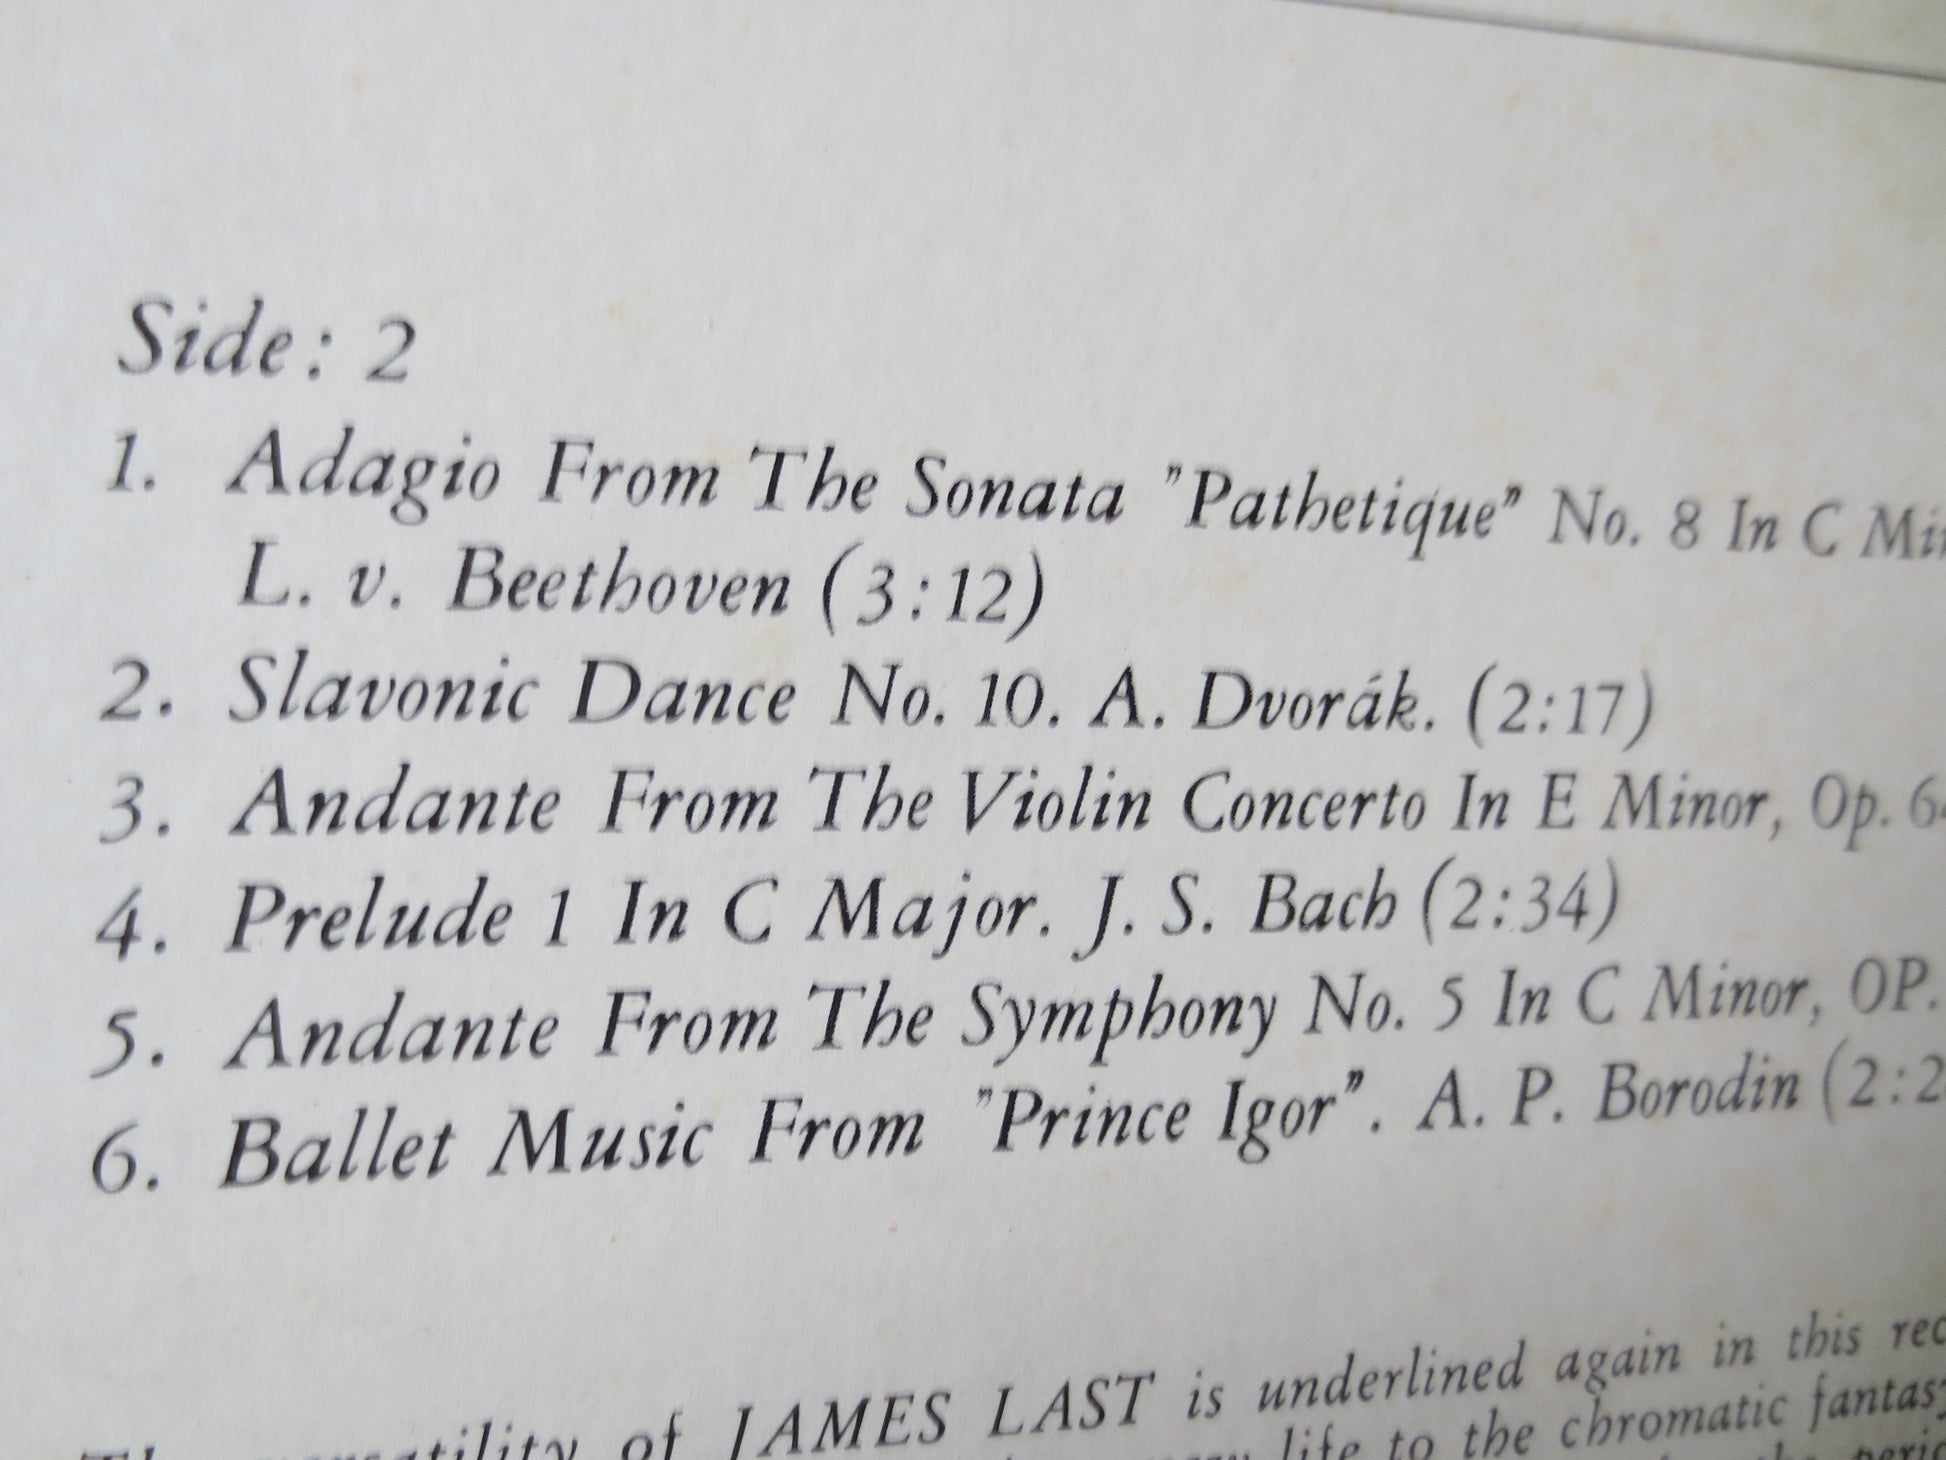 Side: 2
1. Adagio From The Sonata "Pathetique" No. 8 In C
L. v. Beethoven (3:12)
2. Slavonic Dance No. 10. A. Dvorák. (2:17)
3. Andante From The Violin Concerto In E Minor, Op.
4. Prelude 1 In C Major. J. S. Bach (2:34)
5. Andante From The Symphony No. 5 In C Minor, OP.
6. Ballet Music From "Prince Igor". A. P. Borodin
of JAMES LAST is underlined again in this
life to the chromatic